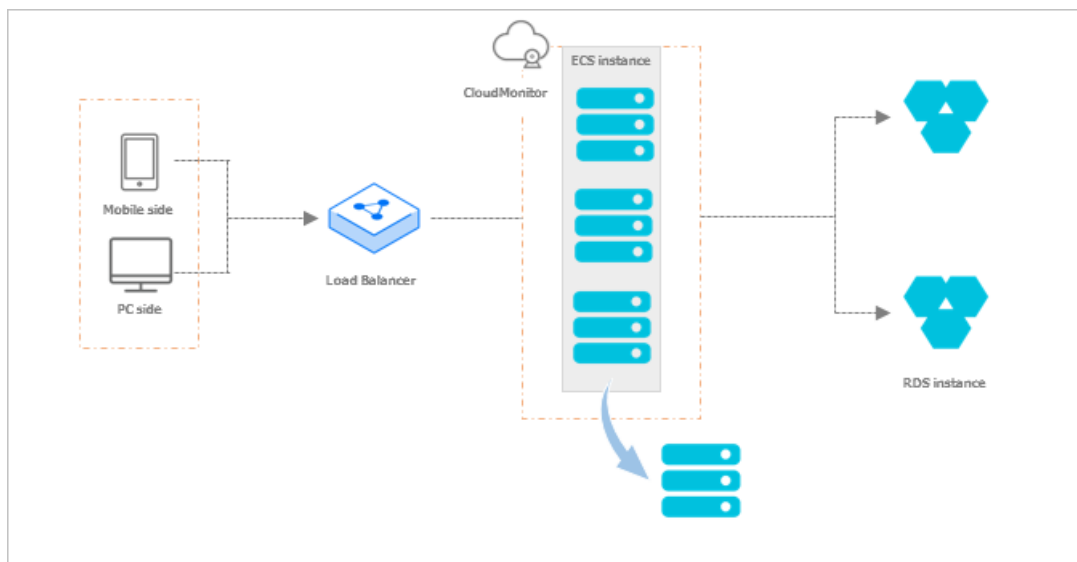 ECS instance
CloudMonitor
Mobile side
Load Balancer
PC side
RDS instance